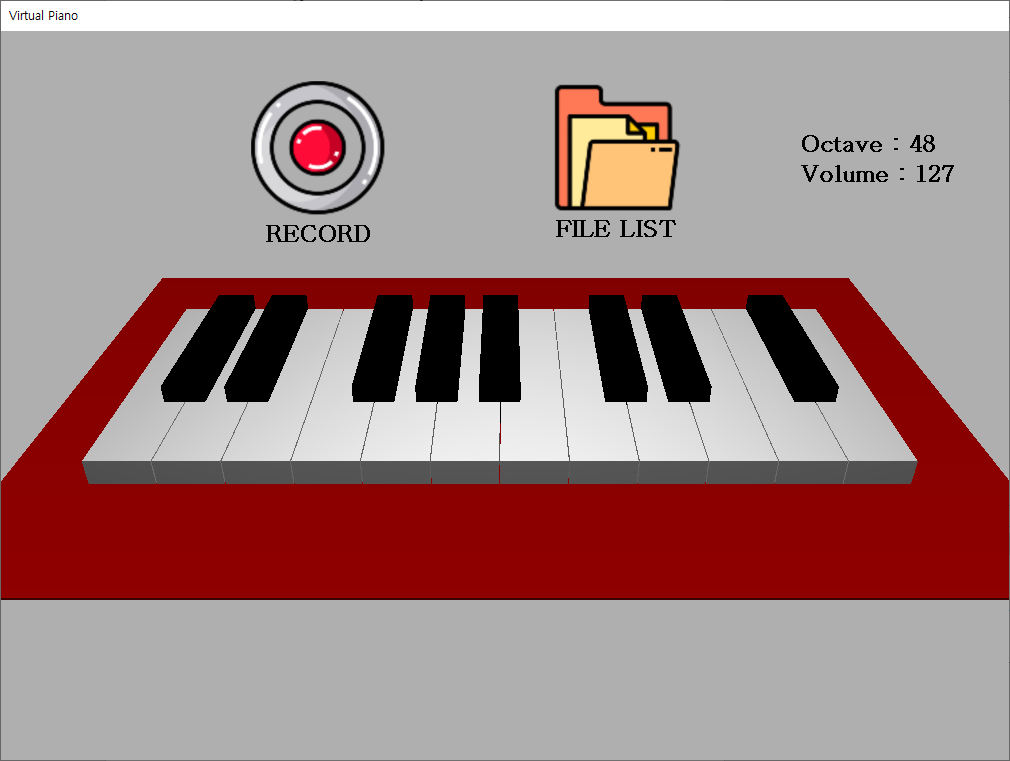 Virtual Piano
Octave : 48
Volume : 127
RECORD
FILE LIST